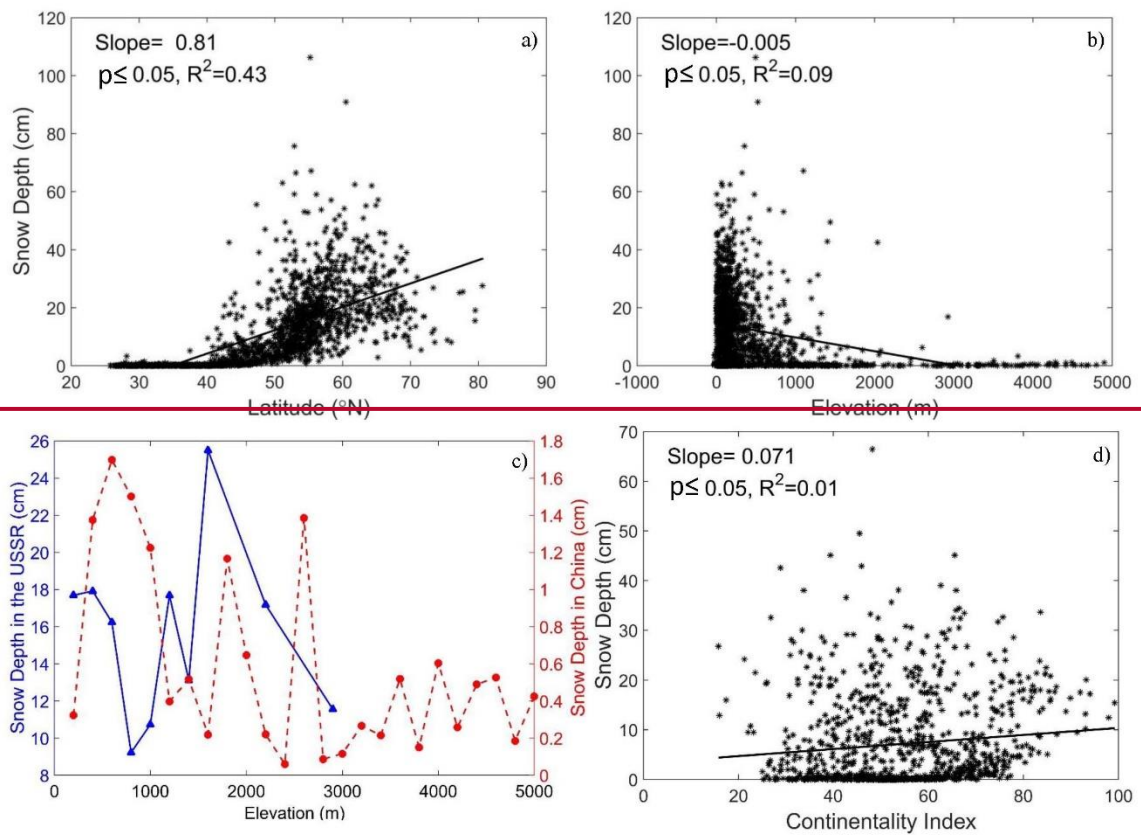 120
100
80
60
40
20
0
Snow Depth (cm)
Slope= 0.81
p≤ 0.05, R²=0.43
a)
20 30 40 50 60 70 80 90
Latitude (°N)
120
100
80
60
40
20
0
Slope=-0.005
p≤ 0.05, R²=0.09
b)
-1000 0 1000 2000 3000 4000 5000
Elevation (m)
Snow Depth in the USSR (cm)
26
24
22
20
18
16
14
12
10
8
c)
1.8
1.6
1.4
1.2
1
0.8
0.6
0.4
0.2
0
Snow Depth in China (cm)
0 1000 2000 3000 4000 5000
Elevation (m)
Snow Depth (cm)
70
60
50
40
30
20
10
0
Slope= 0.071
p≤ 0.05, R²=0.01
d)
0 20 40 60 80 100
Continentality Index